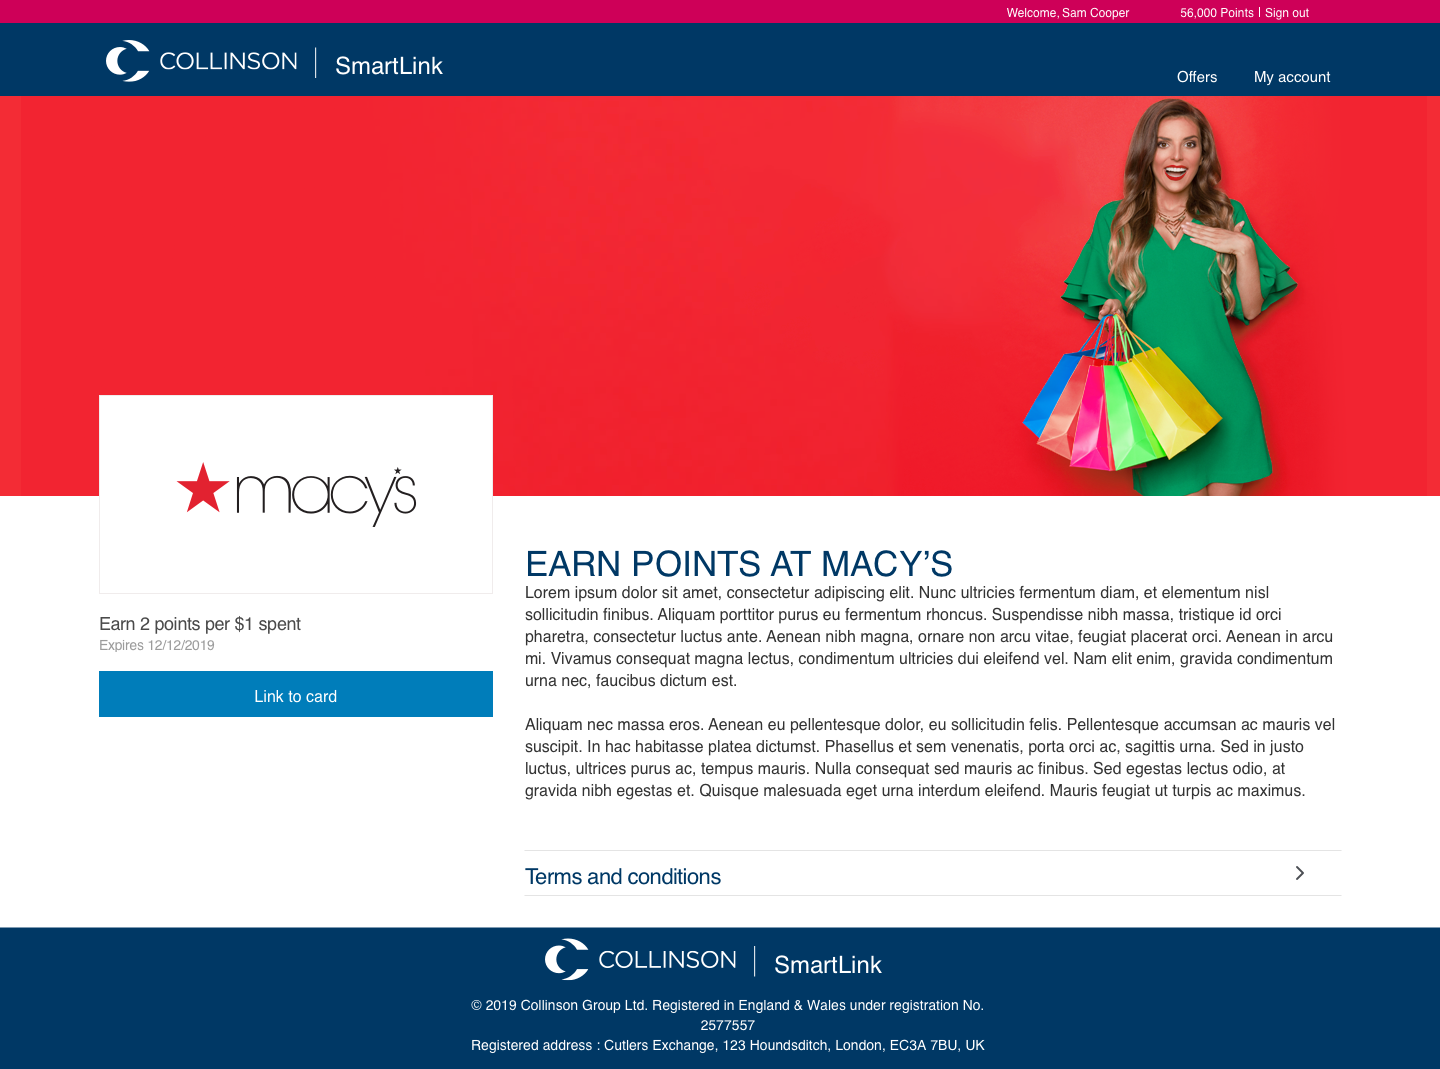 Welcome, Sam Cooper
56,000 Points | Sign out
COLLINSON | SmartLink
Offers
My account
macy's
Earn 2 points per $1 spent
Expires 12/12/2019
Link to card
EARN POINTS AT MACY’S
Lorem ipsum dolor sit amet, consectetur adipiscing elit. Nunc ultricies fermentum diam, et elementum nisl
sollicitudin finibus. Aliquam porttitor purus eu fermentum rhoncus. Suspendisse nibh massa, tristique id orci
pharetra, consectetur luctus ante. Aenean nibh magna, ornare non arcu vitae, feugiat placerat orci. Aenean in arcu
mi. Vivamus consequat magna lectus, condimentum ultricies dui eleifend vel. Nam elit enim, gravida condimentum
urna nec, faucibus dictum est.
Aliquam nec massa eros. Aenean eu pellentesque dolor, eu sollicitudin felis. Pellentesque accumsan ac mauris vel
suscipit. In hac habitasse platea dictumst. Phasellus et sem venenatis, porta orci ac, sagittis urna. Sed in justo
luctus, ultrices purus ac, tempus mauris. Nulla consequat sed mauris ac finibus. Sed egestas lectus odio, at
gravida nibh egestas et. Quisque malesuada eget urna interdum eleifend. Mauris feugiat ut turpis ac maximus.
Terms and conditions
COLLINSON | SmartLink
© 2019 Collinson Group Ltd. Registered in England & Wales under registration No.
2577557
Registered address : Cutlers Exchange, 123 Houndsditch, London, EC3A 7BU, UK